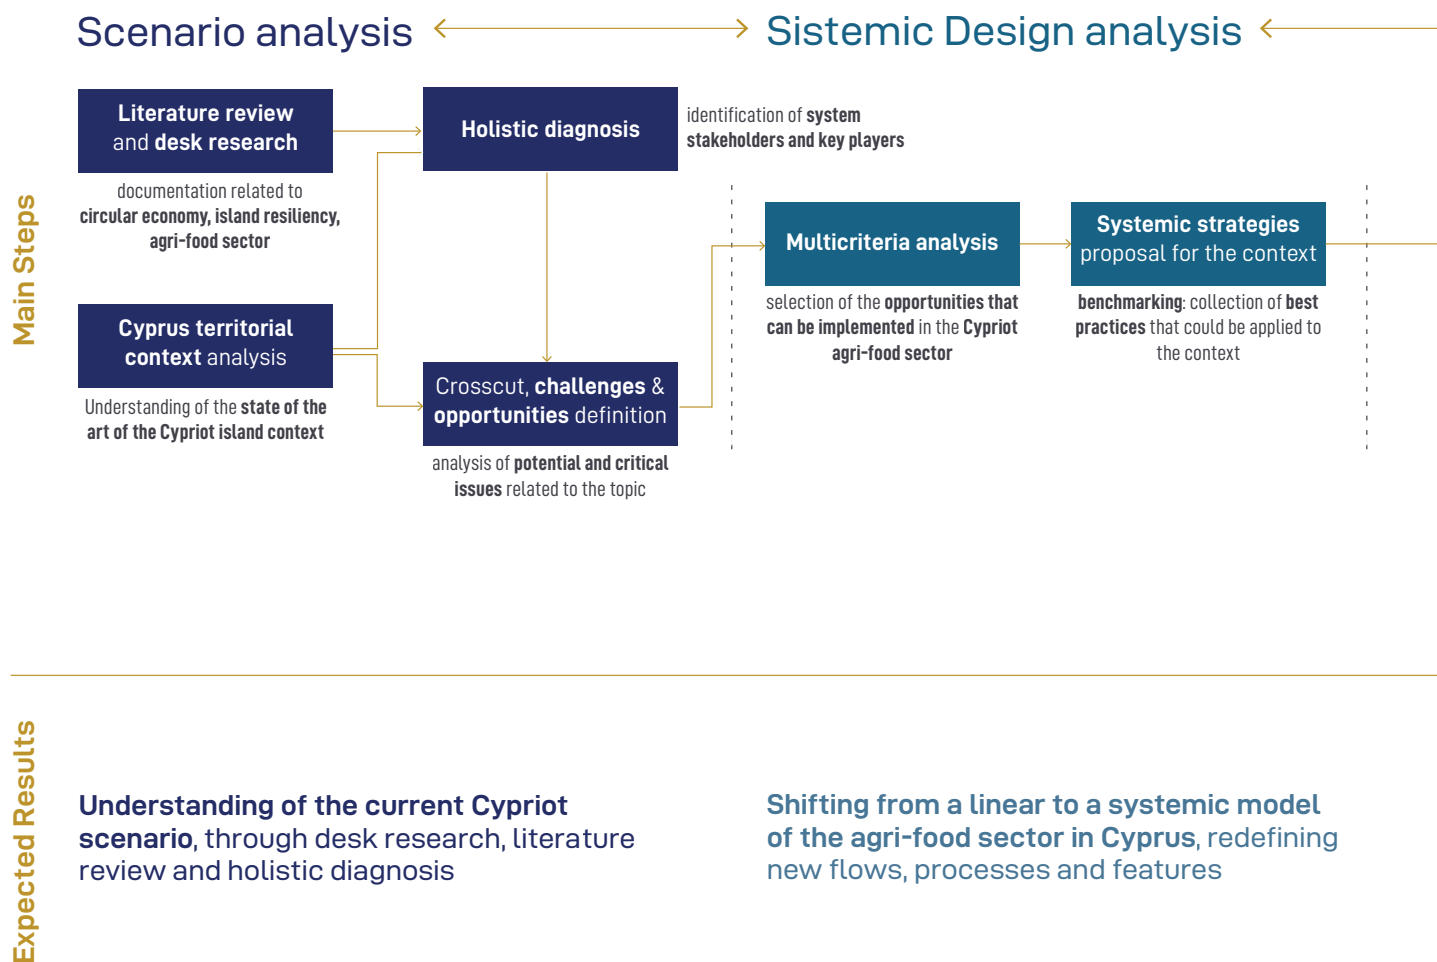 Scenario analysis
Sistemic Design analysis
Main Steps
Literature review
and desk research
documentation related to
circular economy, island resiliency,
agri-food sector
Cyprus territorial
context analysis
Understanding of the state of the
art of the Cypriot island context
Holistic diagnosis
identification of system
stakeholders and key players
Crosscut, challenges &
opportunities definition
analysis of potential and critical
issues related to the topic
Multicriteria analysis
selection of the opportunities that
can be implemented in the Cypriot
agri-food sector
Systemic strategies
proposal for the context
benchmarking: collection of best
practices that could be applied to
the context
Expected Results
Understanding of the current Cypriot
scenario, through desk research, literature
review and holistic diagnosis
Shifting from a linear to a systemic model
of the agri-food sector in Cyprus, redefining
new flows, processes and features